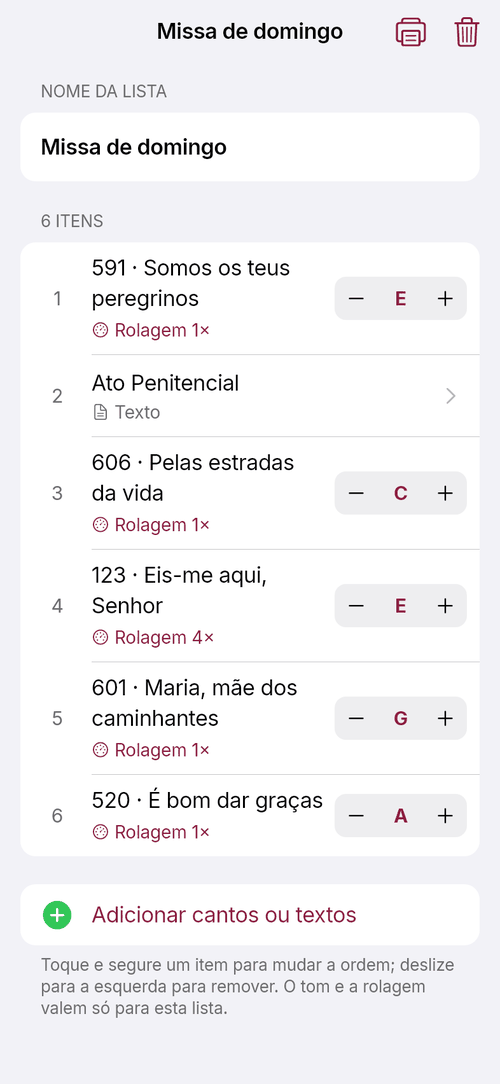 Missa de domingo
NOME DA LISTA
Missa de domingo
6 ITENS
1
591 · Somos os teus
peregrinos
Rolagem 1×
− E +
2
Ato Penitencial
Texto
3
606 · Pelas estradas
da vida
Rolagem 1×
− C +
4
123 · Eis-me aqui,
Senhor
Rolagem 4×
− E +
5
601 · Maria, mãe dos
caminhantes
Rolagem 1×
− G +
6
520 · É bom dar graças
Rolagem 1×
− A +
Adicionar cantos ou textos
Toque e segure um item para mudar a ordem; deslize
para a esquerda para remover. O tom e a rolagem
valem só para esta lista.